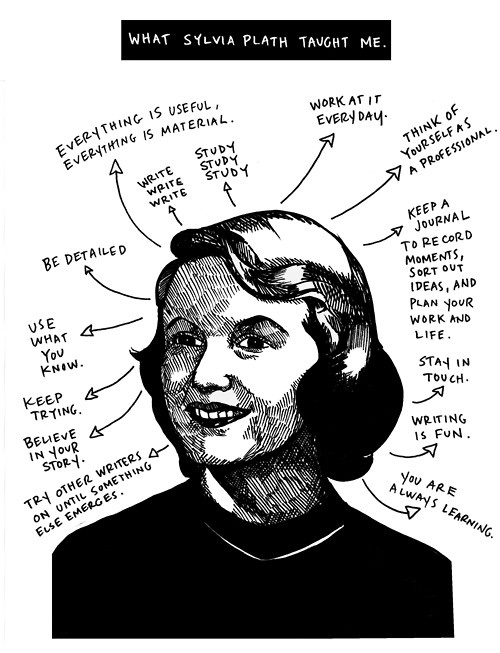 WHAT SYLVIA PLATH TAUGHT ME.
EVERYTHING IS USEFUL,
EVERYTHING IS MATERIAL.
WRITE
WRITE
WRITE
STUDY
STUDY
STUDY
WORK AT IT
EVERYDAY.
THINK OF
YOURSELF AS
A PROFESSIONAL.
KEEP A
JOURNAL
TO RECORD
MOMENTS,
SORT OUT
IDEAS, AND
PLAN YOUR
WORK AND
LIFE.
STAY IN
TOUCH.
WRITING
IS FUN.
YOU ARE
ALWAYS LEARNING.
BE DETAILED
USE
WHAT
YOU
KNOW.
KEEP
TRYING.
BELIEVE
IN YOUR
STORY.
TRY OTHER WRITERS
ON UNTIL SOMETHING
ELSE EMERGES.